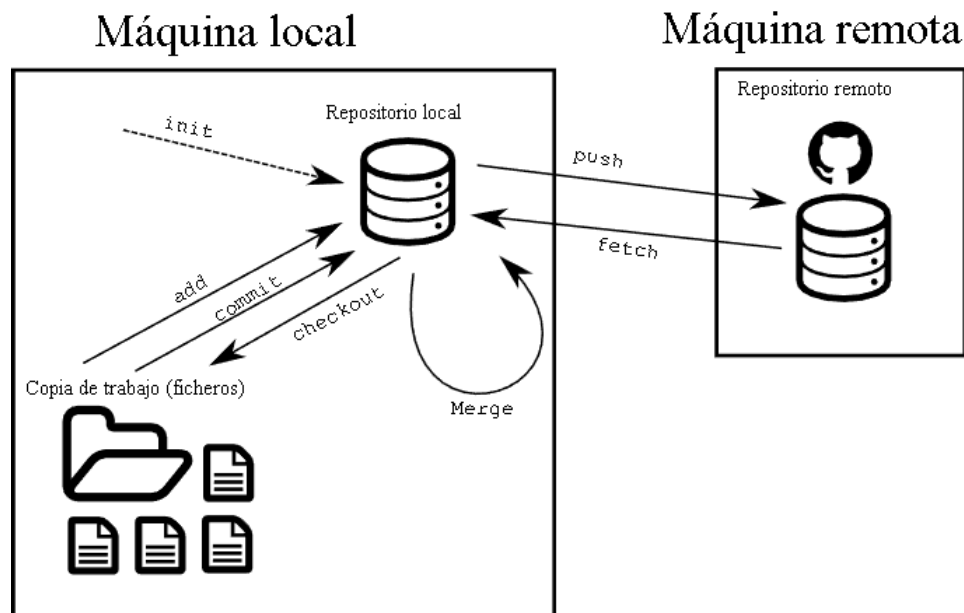 Máquina local
Máquina remota
Repositorio local
Repositorio remoto
init
push
fetch
add
commit
checkout
Copia de trabajo (ficheros)
Merge